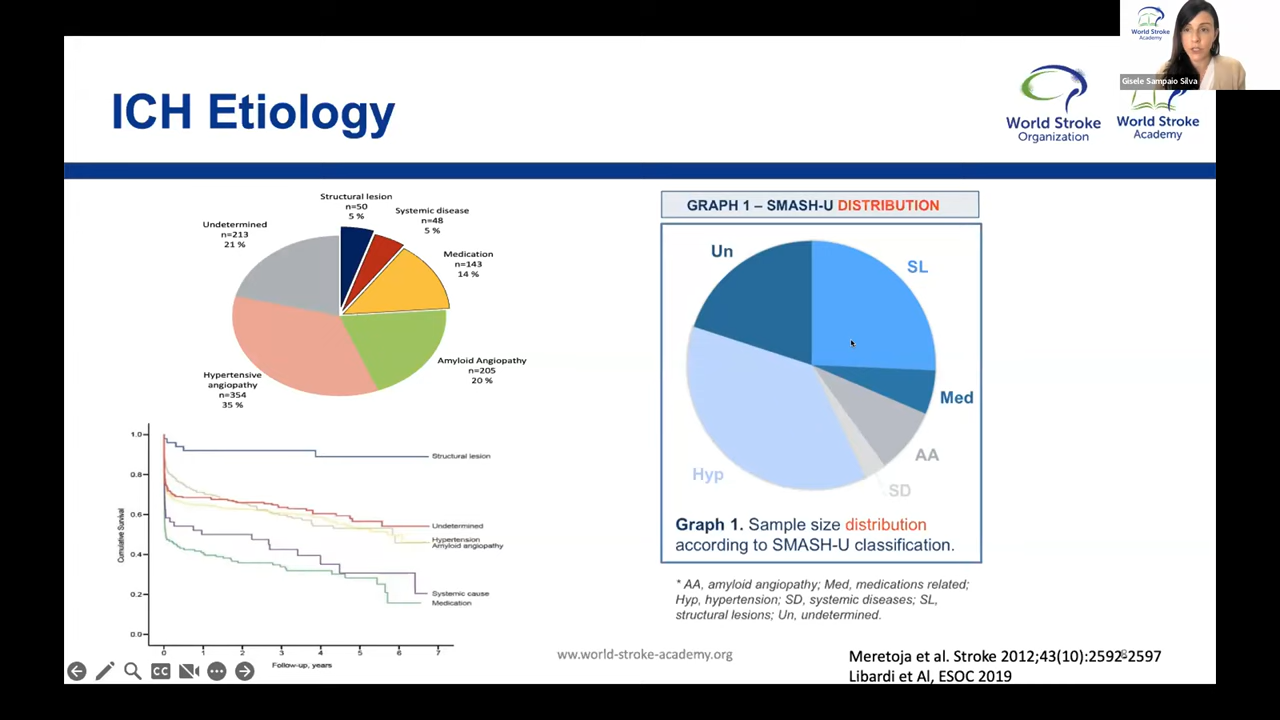 World Stroke
Academy
Gisele Sampaio Silva
ICH Etiology
World Stroke
Organization
World Stroke
Academy
Structural lesion
n=50
5 %
Systemic disease
n=48
5 %
Medication
n=143
14 %
Amyloid Angiopathy
n=205
20 %
Hypertensive
angiopathy
n=354
35 %
Undetermined
n=213
21 %
GRAPH 1 – SMASH-U DISTRIBUTION
Un
SL
Med
AA
SD
Hyp
Graph 1. Sample size distribution
according to SMASH-U classification.
* AA, amyloid angiopathy; Med, medications related;
Hyp, hypertension; SD, systemic diseases; SL,
structural lesions; Un, undetermined.
Cumulative Survival
1.0
0.8
0.6
0.4
0.2
0.0
Structural lesion
Undetermined
Hypertension
Amyloid angiopathy
Systemic cause
Medication
0 1 2 3 4 5 6 7
Follow-up, years
CC
ww.world-stroke-academy.org
Meretoja et al. Stroke 2012;43(10):2592-2597
Libardi et Al, ESOC 2019